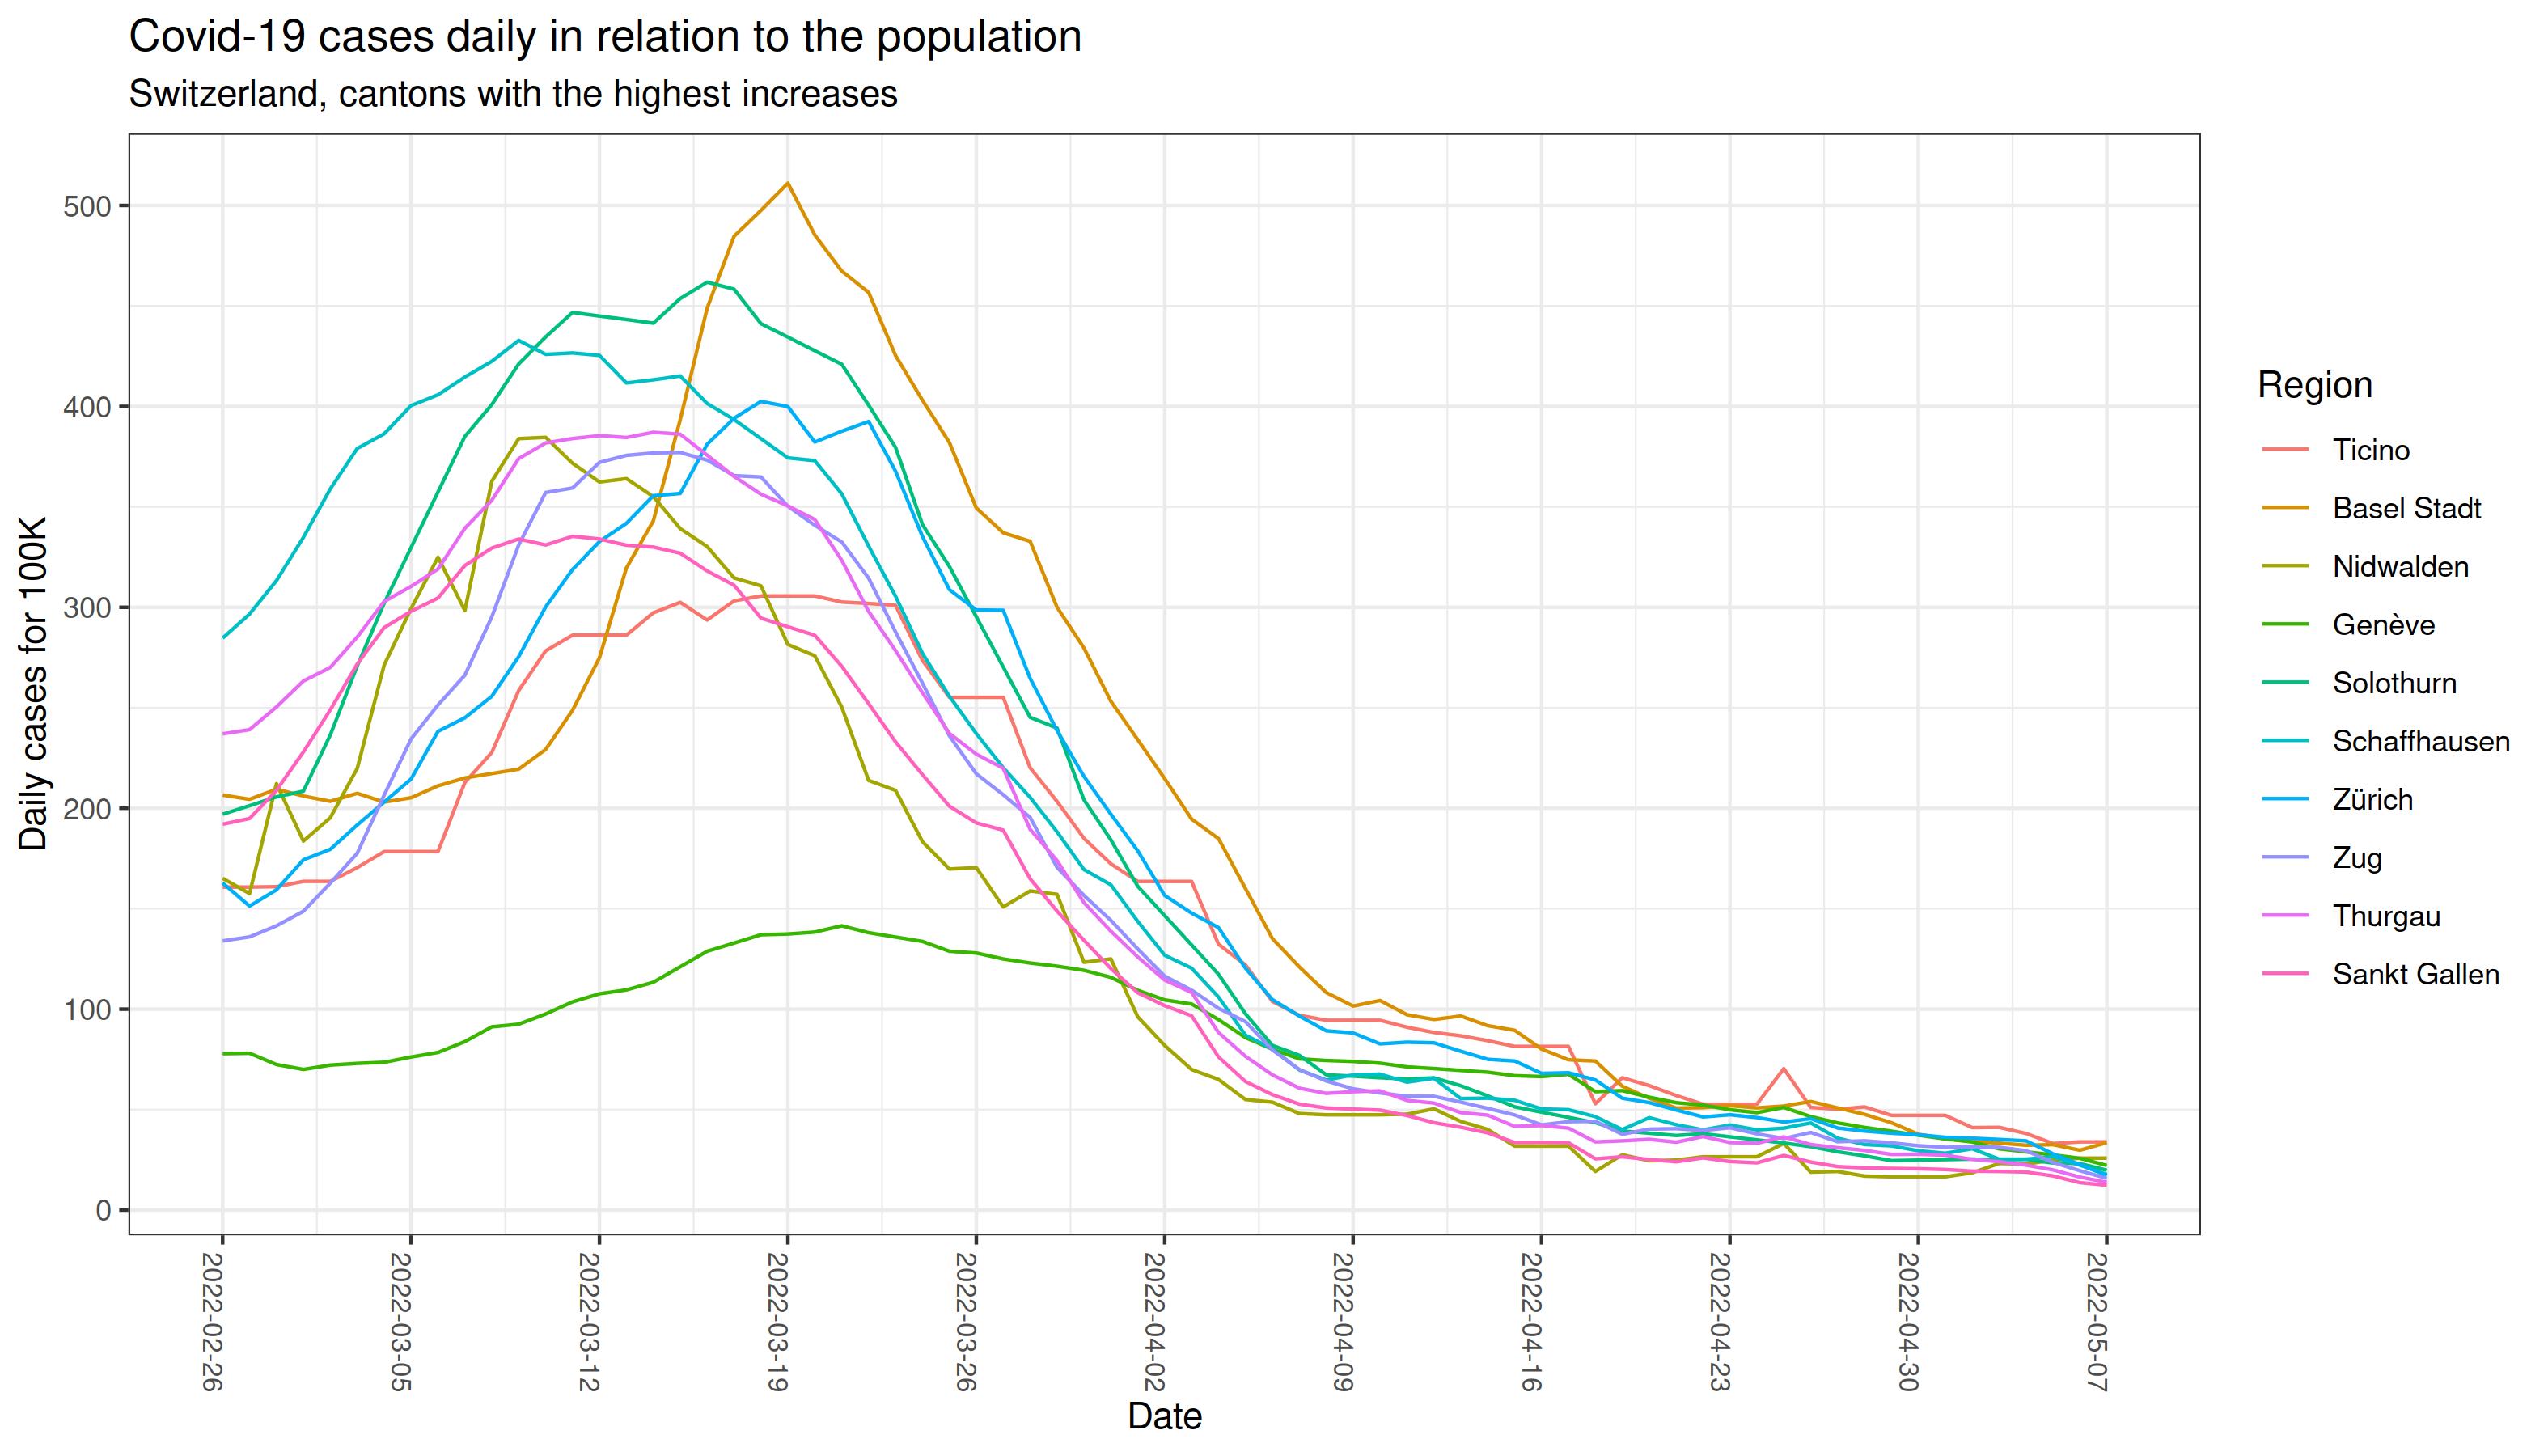 Covid-19 cases daily in relation to the population
Switzerland, cantons with the highest increases
Daily cases for 100K
500
400
300
200
100
0
2022-02-26
2022-03-05
2022-03-12
2022-03-19
2022-03-26
2022-04-02
2022-04-09
2022-04-16
2022-04-23
2022-04-30
2022-05-07
Date
Region
Ticino
Basel Stadt
Nidwalden
Genève
Solothurn
Schaffhausen
Zürich
Zug
Thurgau
Sankt Gallen